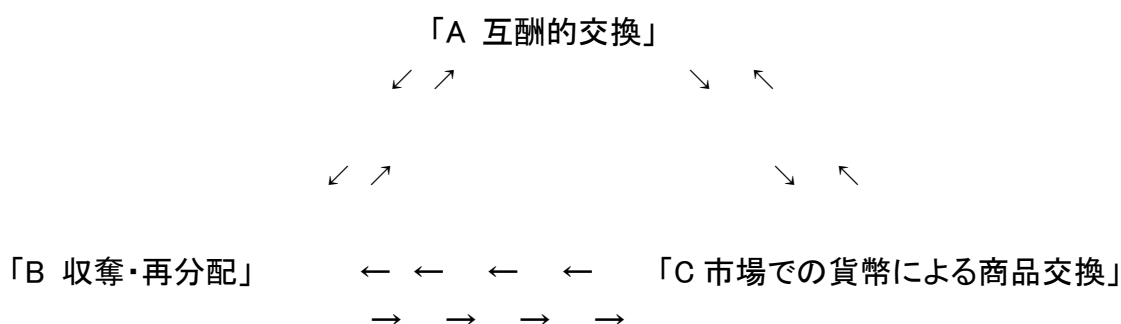 「A 互酬的交換」
↙ ↗ ↘ ↖
↙ ↗ ↘ ↖
「B 収奪・再分配」 ← ← ← ← 「C 市場での貨幣による商品交換」
→ → → →